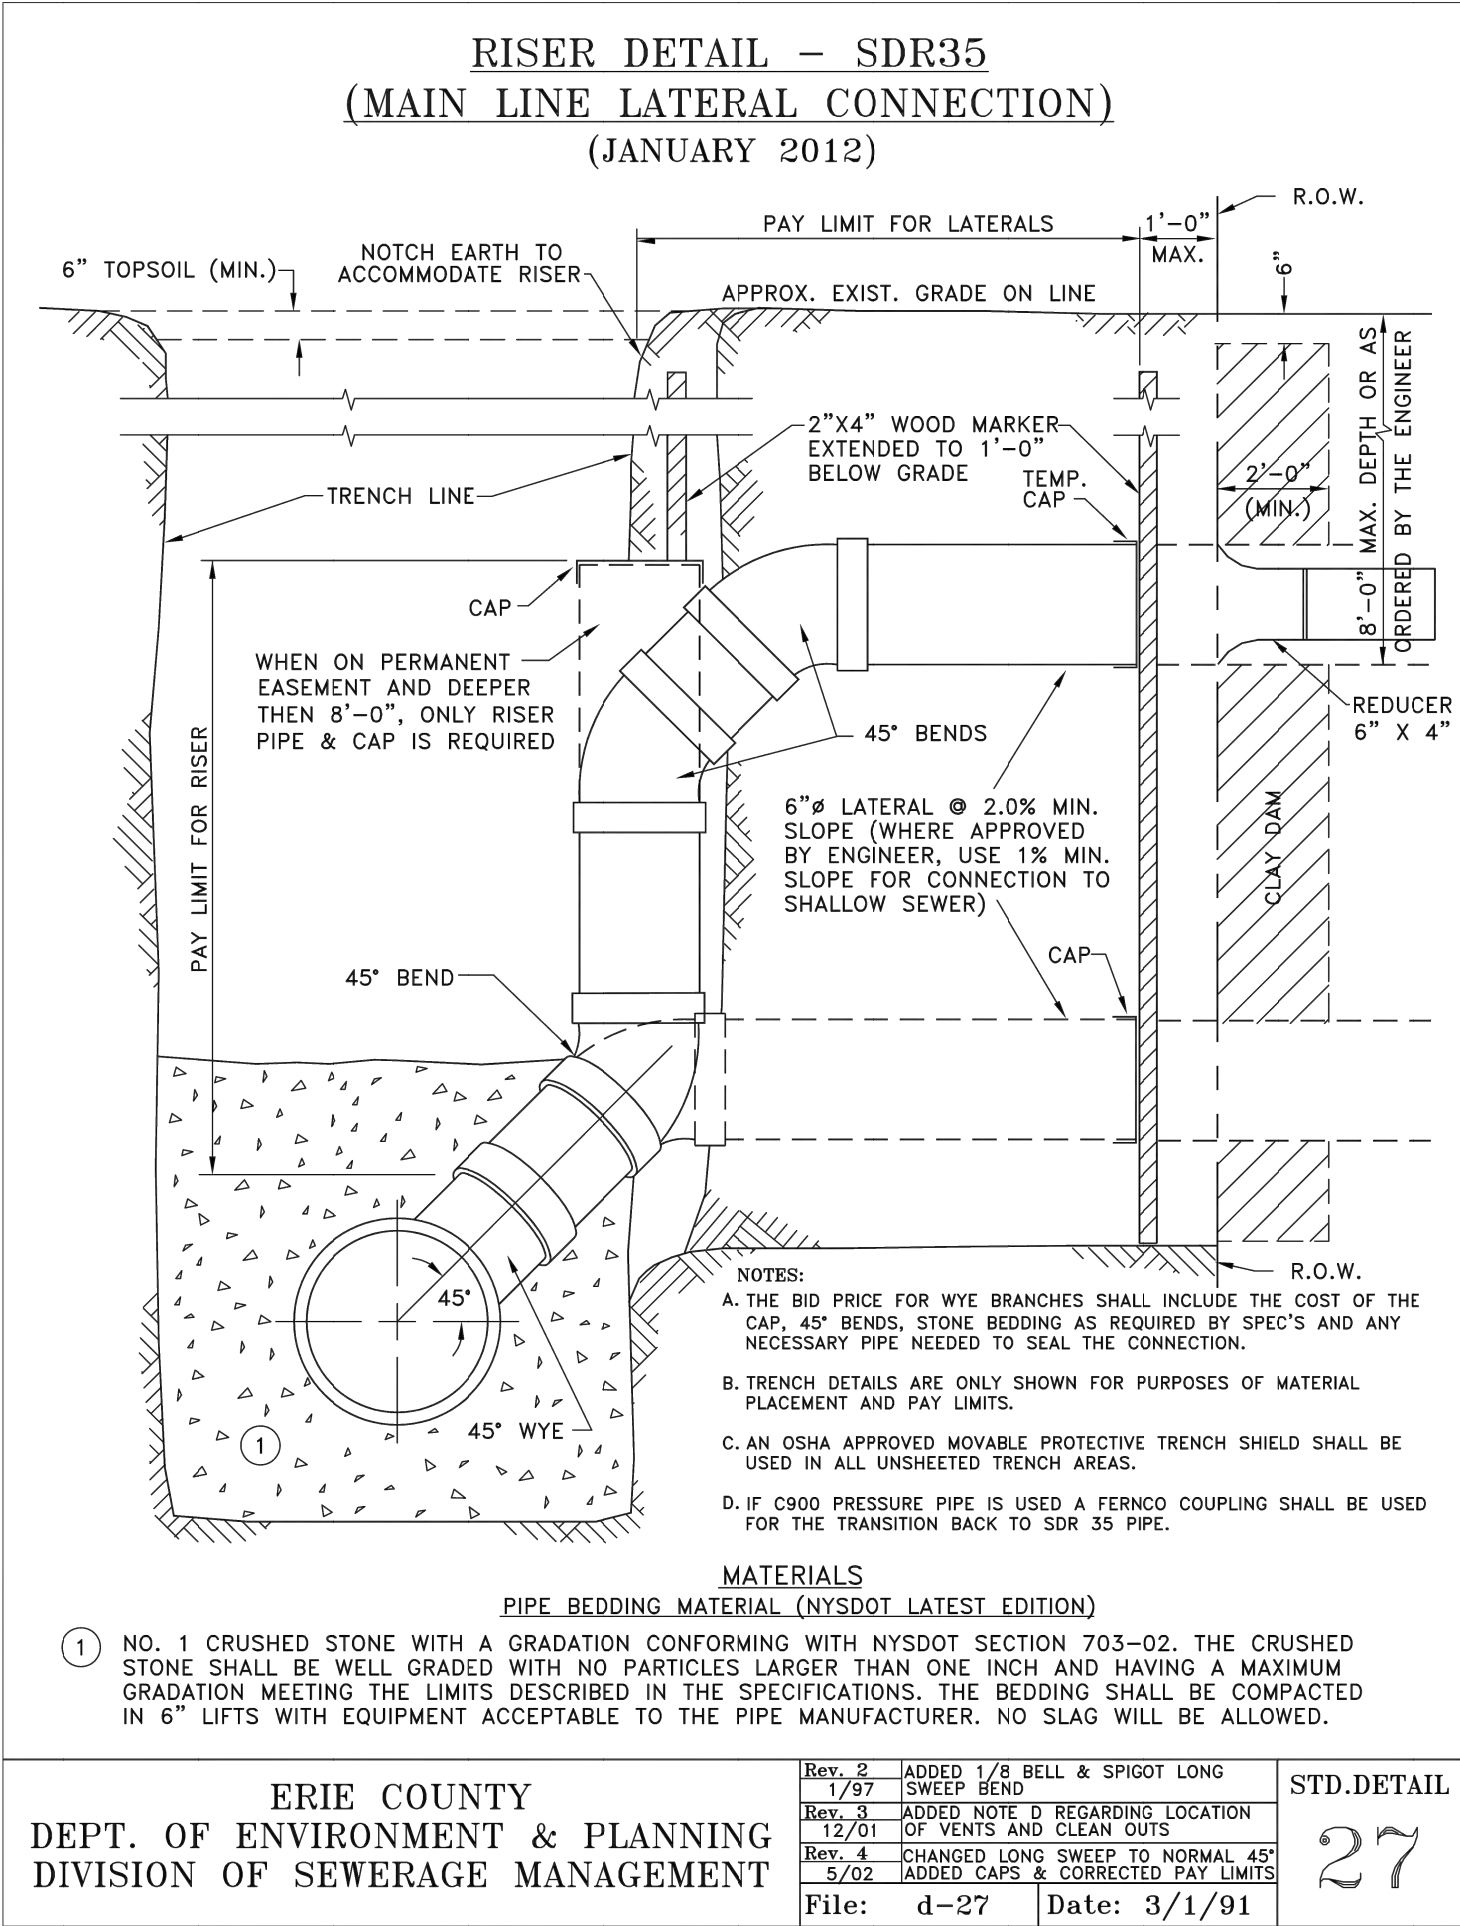 RISER DETAIL – SDR35
(MAIN LINE LATERAL CONNECTION)
(JANUARY 2012)
R.O.W.
PAY LIMIT FOR LATERALS
1'–0"
MAX.
6" TOPSOIL (MIN.)
NOTCH EARTH TO
ACCOMMODATE RISER
6"
APPROX. EXIST. GRADE ON LINE
8'–0" MAX. DEPTH OR AS
ORDERED BY THE ENGINEER
2"X4" WOOD MARKER
EXTENDED TO 1'–0"
BELOW GRADE
TEMP.
CAP
2'–0"
(MIN.)
TRENCH LINE
CAP
WHEN ON PERMANENT
EASEMENT AND DEEPER
THEN 8'–0", ONLY RISER
PIPE & CAP IS REQUIRED
PAY LIMIT FOR RISER
45° BENDS
REDUCER
6" X 4"
6"ø LATERAL @ 2.0% MIN.
SLOPE (WHERE APPROVED
BY ENGINEER, USE 1% MIN.
SLOPE FOR CONNECTION TO
SHALLOW SEWER)
CLAY DAM
CAP
45° BEND
45°
45° WYE
1
R.O.W.
NOTES:
A. THE BID PRICE FOR WYE BRANCHES SHALL INCLUDE THE COST OF THE
CAP, 45° BENDS, STONE BEDDING AS REQUIRED BY SPEC'S AND ANY
NECESSARY PIPE NEEDED TO SEAL THE CONNECTION.
B. TRENCH DETAILS ARE ONLY SHOWN FOR PURPOSES OF MATERIAL
PLACEMENT AND PAY LIMITS.
C. AN OSHA APPROVED MOVABLE PROTECTIVE TRENCH SHIELD SHALL BE
USED IN ALL UNSHEETED TRENCH AREAS.
D. IF C900 PRESSURE PIPE IS USED A FERNCO COUPLING SHALL BE USED
FOR THE TRANSITION BACK TO SDR 35 PIPE.
MATERIALS
PIPE BEDDING MATERIAL (NYSDOT LATEST EDITION)
1 NO. 1 CRUSHED STONE WITH A GRADATION CONFORMING WITH NYSDOT SECTION 703–02. THE CRUSHED
STONE SHALL BE WELL GRADED WITH NO PARTICLES LARGER THAN ONE INCH AND HAVING A MAXIMUM
GRADATION MEETING THE LIMITS DESCRIBED IN THE SPECIFICATIONS. THE BEDDING SHALL BE COMPACTED
IN 6" LIFTS WITH EQUIPMENT ACCEPTABLE TO THE PIPE MANUFACTURER. NO SLAG WILL BE ALLOWED.
ERIE COUNTY
DEPT. OF ENVIRONMENT & PLANNING
DIVISION OF SEWERAGE MANAGEMENT
Rev. 2 ADDED 1/8 BELL & SPIGOT LONG
1/97 SWEEP BEND
Rev. 3 ADDED NOTE D REGARDING LOCATION
12/01 OF VENTS AND CLEAN OUTS
Rev. 4 CHANGED LONG SWEEP TO NORMAL 45°
5/02 ADDED CAPS & CORRECTED PAY LIMITS
File: d–27 Date: 3/1/91
STD.DETAIL
27